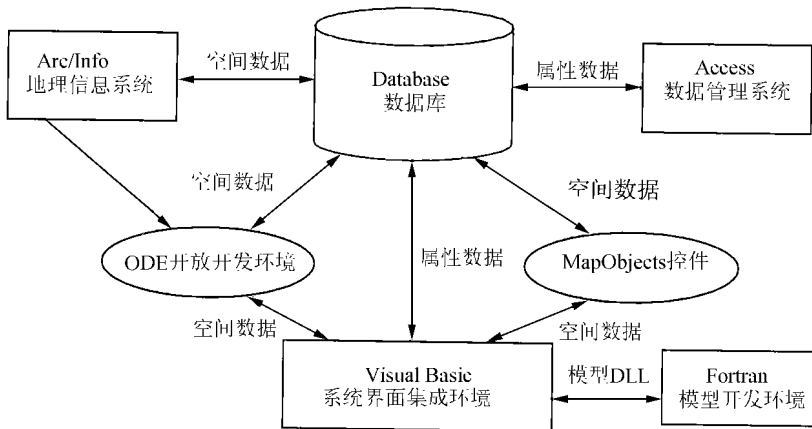 Arc/Info
地理信息系统
空间数据
Database
数据库
属性数据
Access
数据管理系统
空间数据
空间数据
ODE开放开发环境
属性数据
MapObjects控件
空间数据
空间数据
Visual Basic
系统界面集成环境
模型DLL
Fortran
模型开发环境